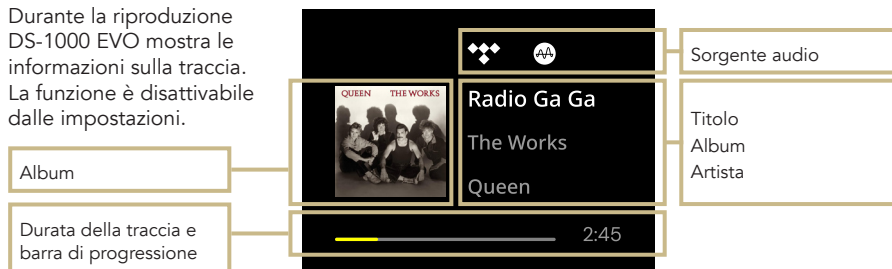 Durante la riproduzione
DS-1000 EVO mostra le
informazioni sulla traccia.
La funzione è disattivabile
dalle impostazioni.
Sorgente audio
QUEEN THE WORKS
Radio Ga Ga
The Works
Queen
Titolo
Album
Artista
Album
Durata della traccia e
barra di progressione
2:45